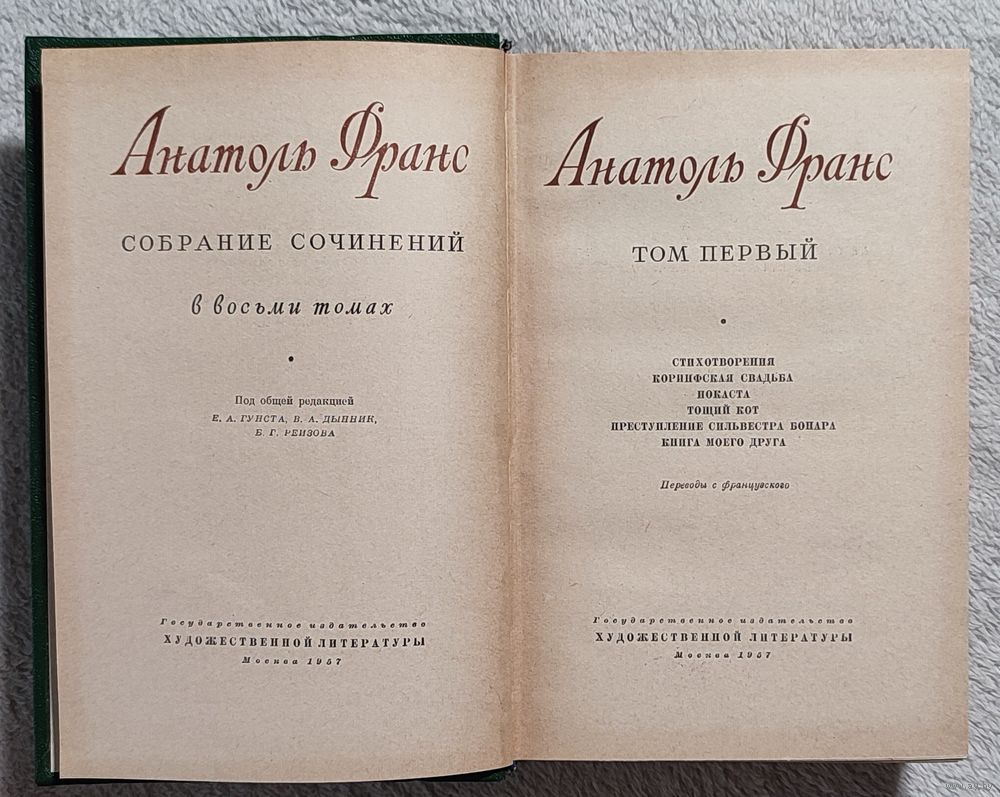 Анатоль Франс
СОБРАНИЕ СОЧИНЕНИЙ
в восьми томах
Под общей редакцией
Е. А. ГУНСТА, В. А. ДЫННИК,
Б. Г. РЕИЗОВА
Государственное издательство
ХУДОЖЕСТВЕННОЙ ЛИТЕРАТУРЫ
Москва 1957
Анатоль Франс
ТОМ ПЕРВЫЙ
СТИХОТВОРЕНИЯ
КОРИНФСКАЯ СВАДЬБА
ИОКАСТА
ТОЩИЙ КОТ
ПРЕСТУПЛЕНИЕ СИЛЬВЕСТРА БОНАРА
КНИГА МОЕГО ДРУГА
Переводы с французского
Государственное издательство
ХУДОЖЕСТВЕННОЙ ЛИТЕРАТУРЫ
Москва 1957